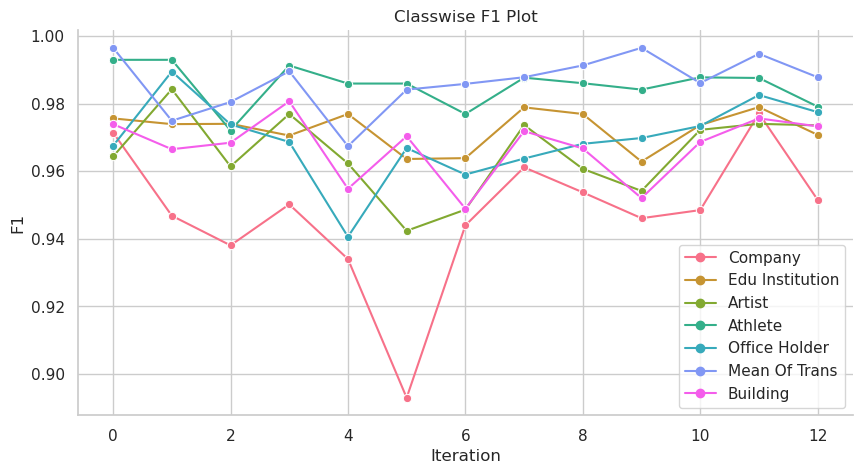 Classwise F1 Plot
1.00
0.98
0.96
0.94
0.92
0.90
F1
0 2 4 6 8 10 12
Iteration
Company
Edu Institution
Artist
Athlete
Office Holder
Mean Of Trans
Building